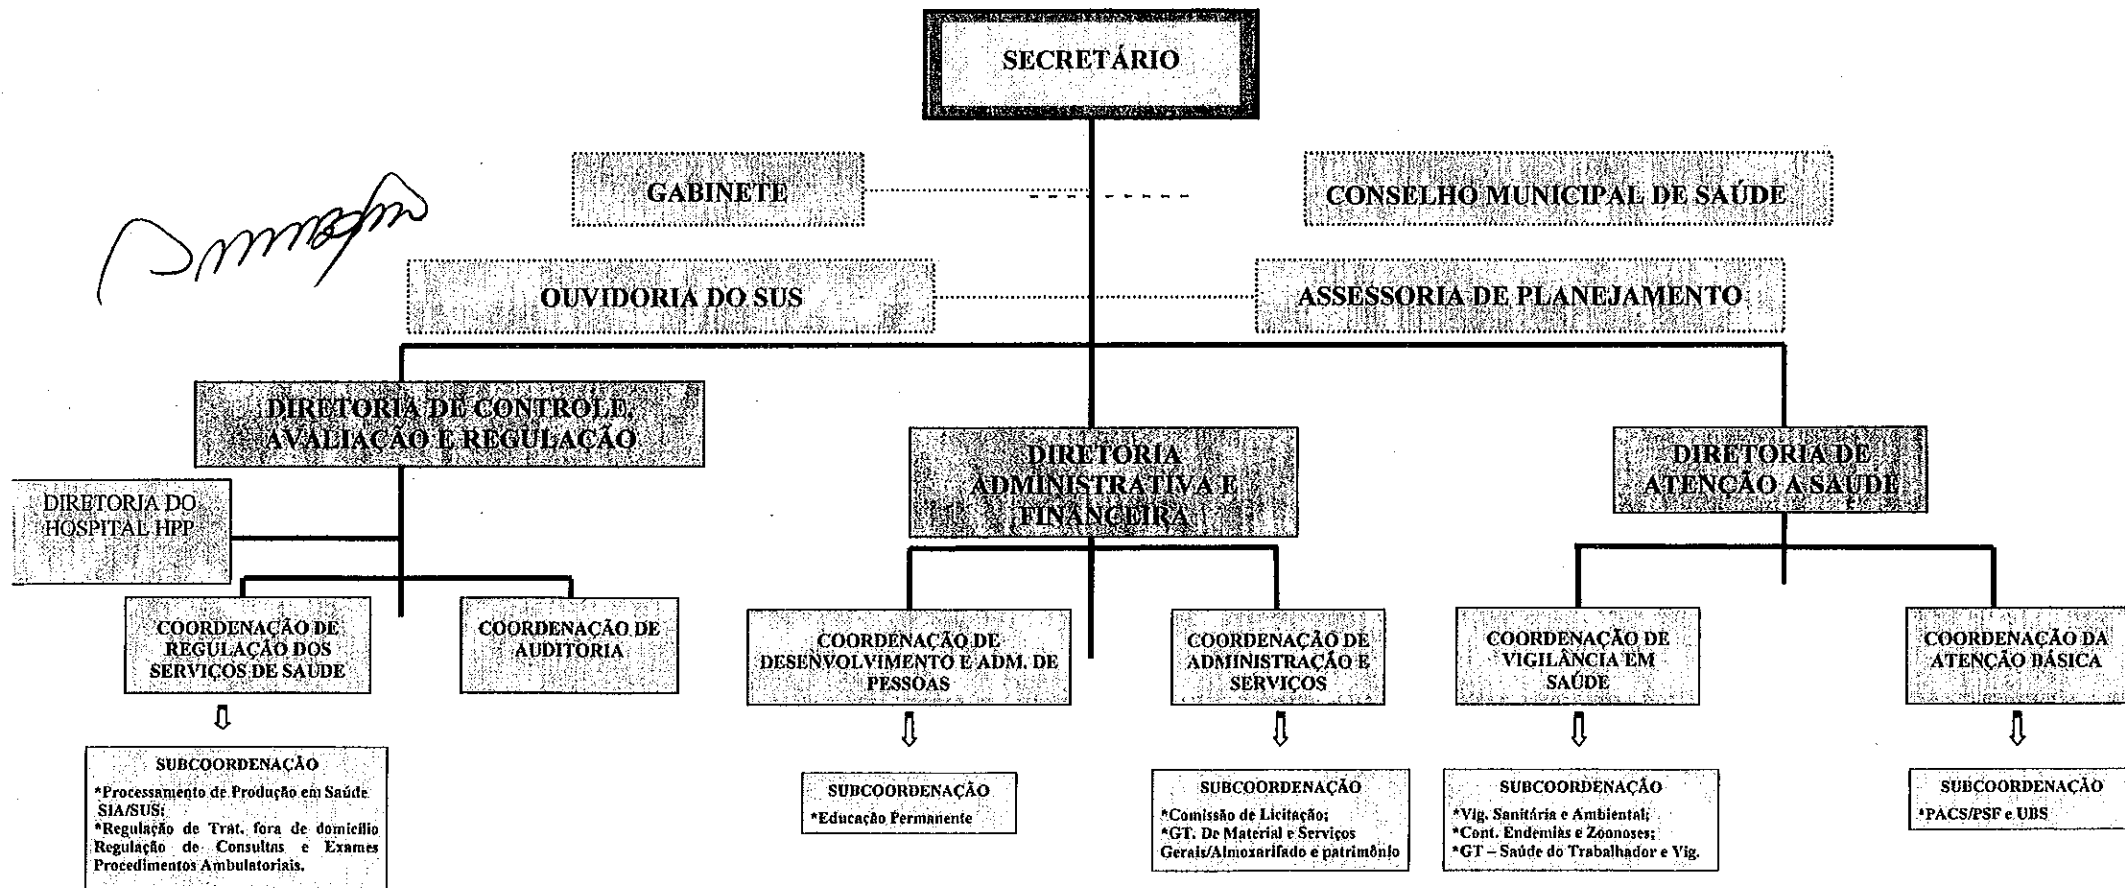 SECRETÁRIO
GABINETE
CONSELHO MUNICIPAL DE SAÚDE
OUVIDORIA DO SUS
ASSESSORIA DE PLANEJAMENTO
DIRETORIA DE CONTROLE,
AVALIAÇÃO E REGULAÇÃO
DIRETORIA
ADMINISTRATIVA E
FINANCEIRA
DIRETORIA DE
ATENÇÃO A SAÚDE
DIRETORIA DO
HOSPITAL HPP
COORDENAÇÃO DE
REGULAÇÃO DOS
SERVIÇOS DE SAUDE
COORDENAÇÃO DE
AUDITORIA
COORDENAÇÃO DE
DESENVOLVIMENTO E ADM. DE
PESSOAS
COORDENAÇÃO DE
ADMINISTRAÇÃO E
SERVIÇOS
COORDENAÇÃO DE
VIGILÂNCIA EM
SAÚDE
COORDENAÇÃO DA
ATENÇÃO BÁSICA
SUBCOORDENAÇÃO
*Processamento de Produção em Saúde
SIA/SUS;
*Regulação de Trat. fora de domicilio
Regulação de Consultas e Exames
Procedimentos Ambulatoriais.
SUBCOORDENAÇÃO
*Educação Permanente
SUBCOORDENAÇÃO
*Comissão de Licitação;
*GT. De Material e Serviços
Gerais/Almoxarifado e patrimônio
SUBCOORDENAÇÃO
*Vig. Sanitária e Ambiental;
*Cont. Endemias e Zoonoses;
*GT – Saúde do Trabalhador e Vig.
SUBCOORDENAÇÃO
*PACS/PSF e UBS